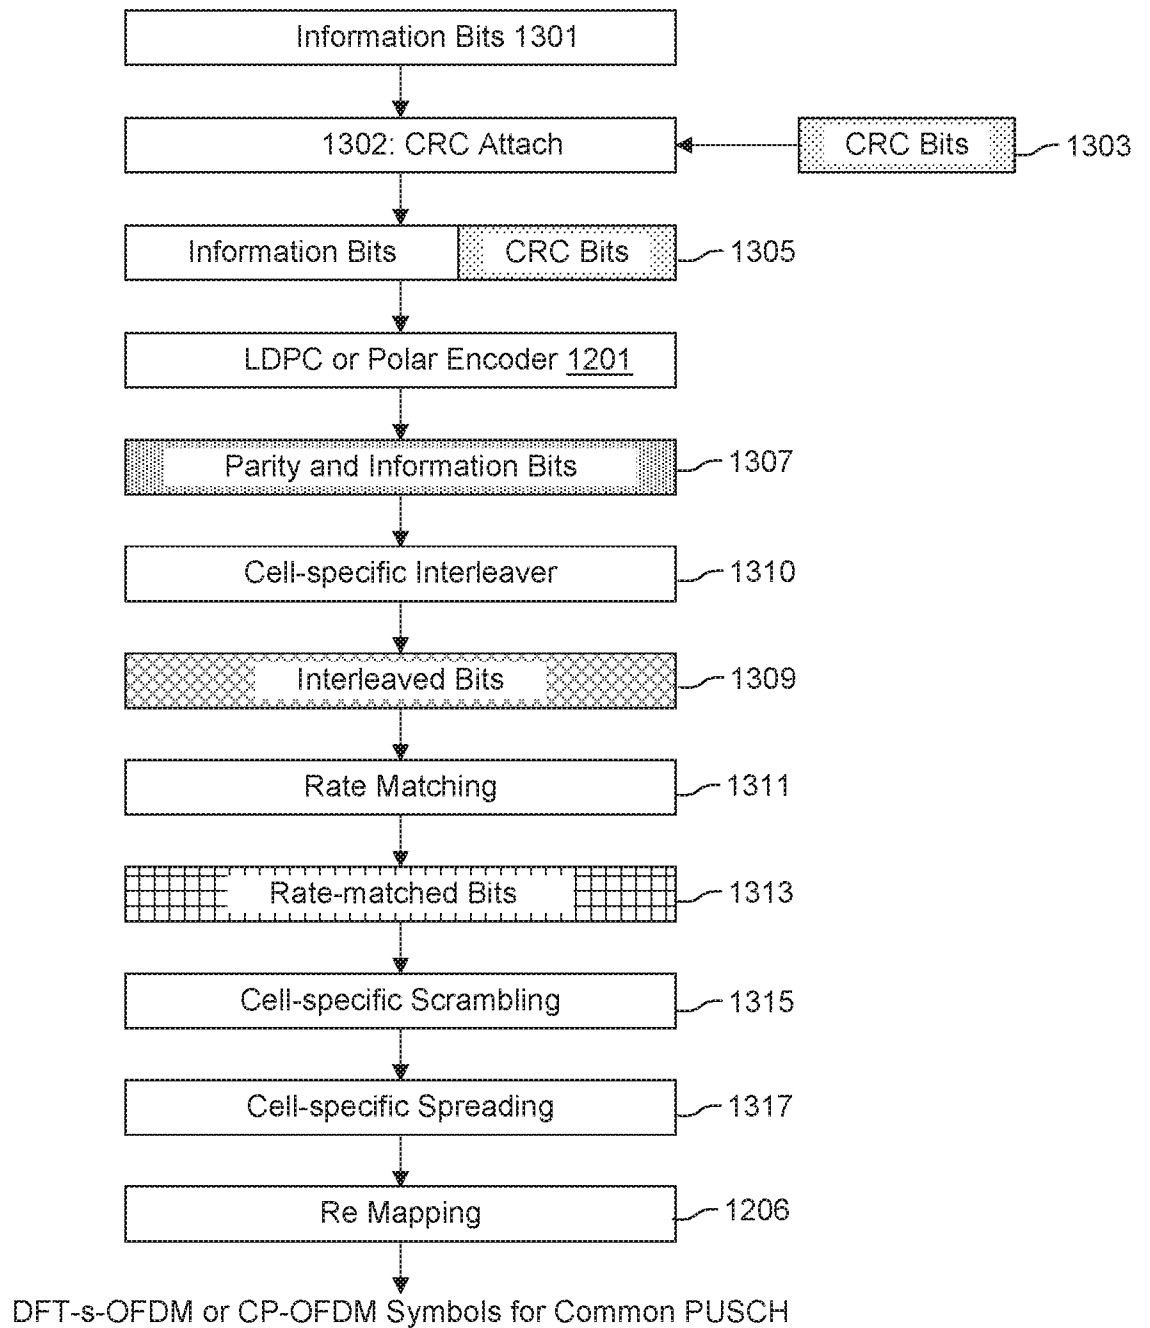 Information Bits 1301
1302: CRC Attach
CRC Bits
1303
Information Bits
CRC Bits
1305
LDPC or Polar Encoder 1201
Parity and Information Bits
1307
Cell-specific Interleaver
1310
Interleaved Bits
1309
Rate Matching
1311
Rate-matched Bits
1313
Cell-specific Scrambling
1315
Cell-specific Spreading
1317
Re Mapping
1206
DFT-s-OFDM or CP-OFDM Symbols for Common PUSCH